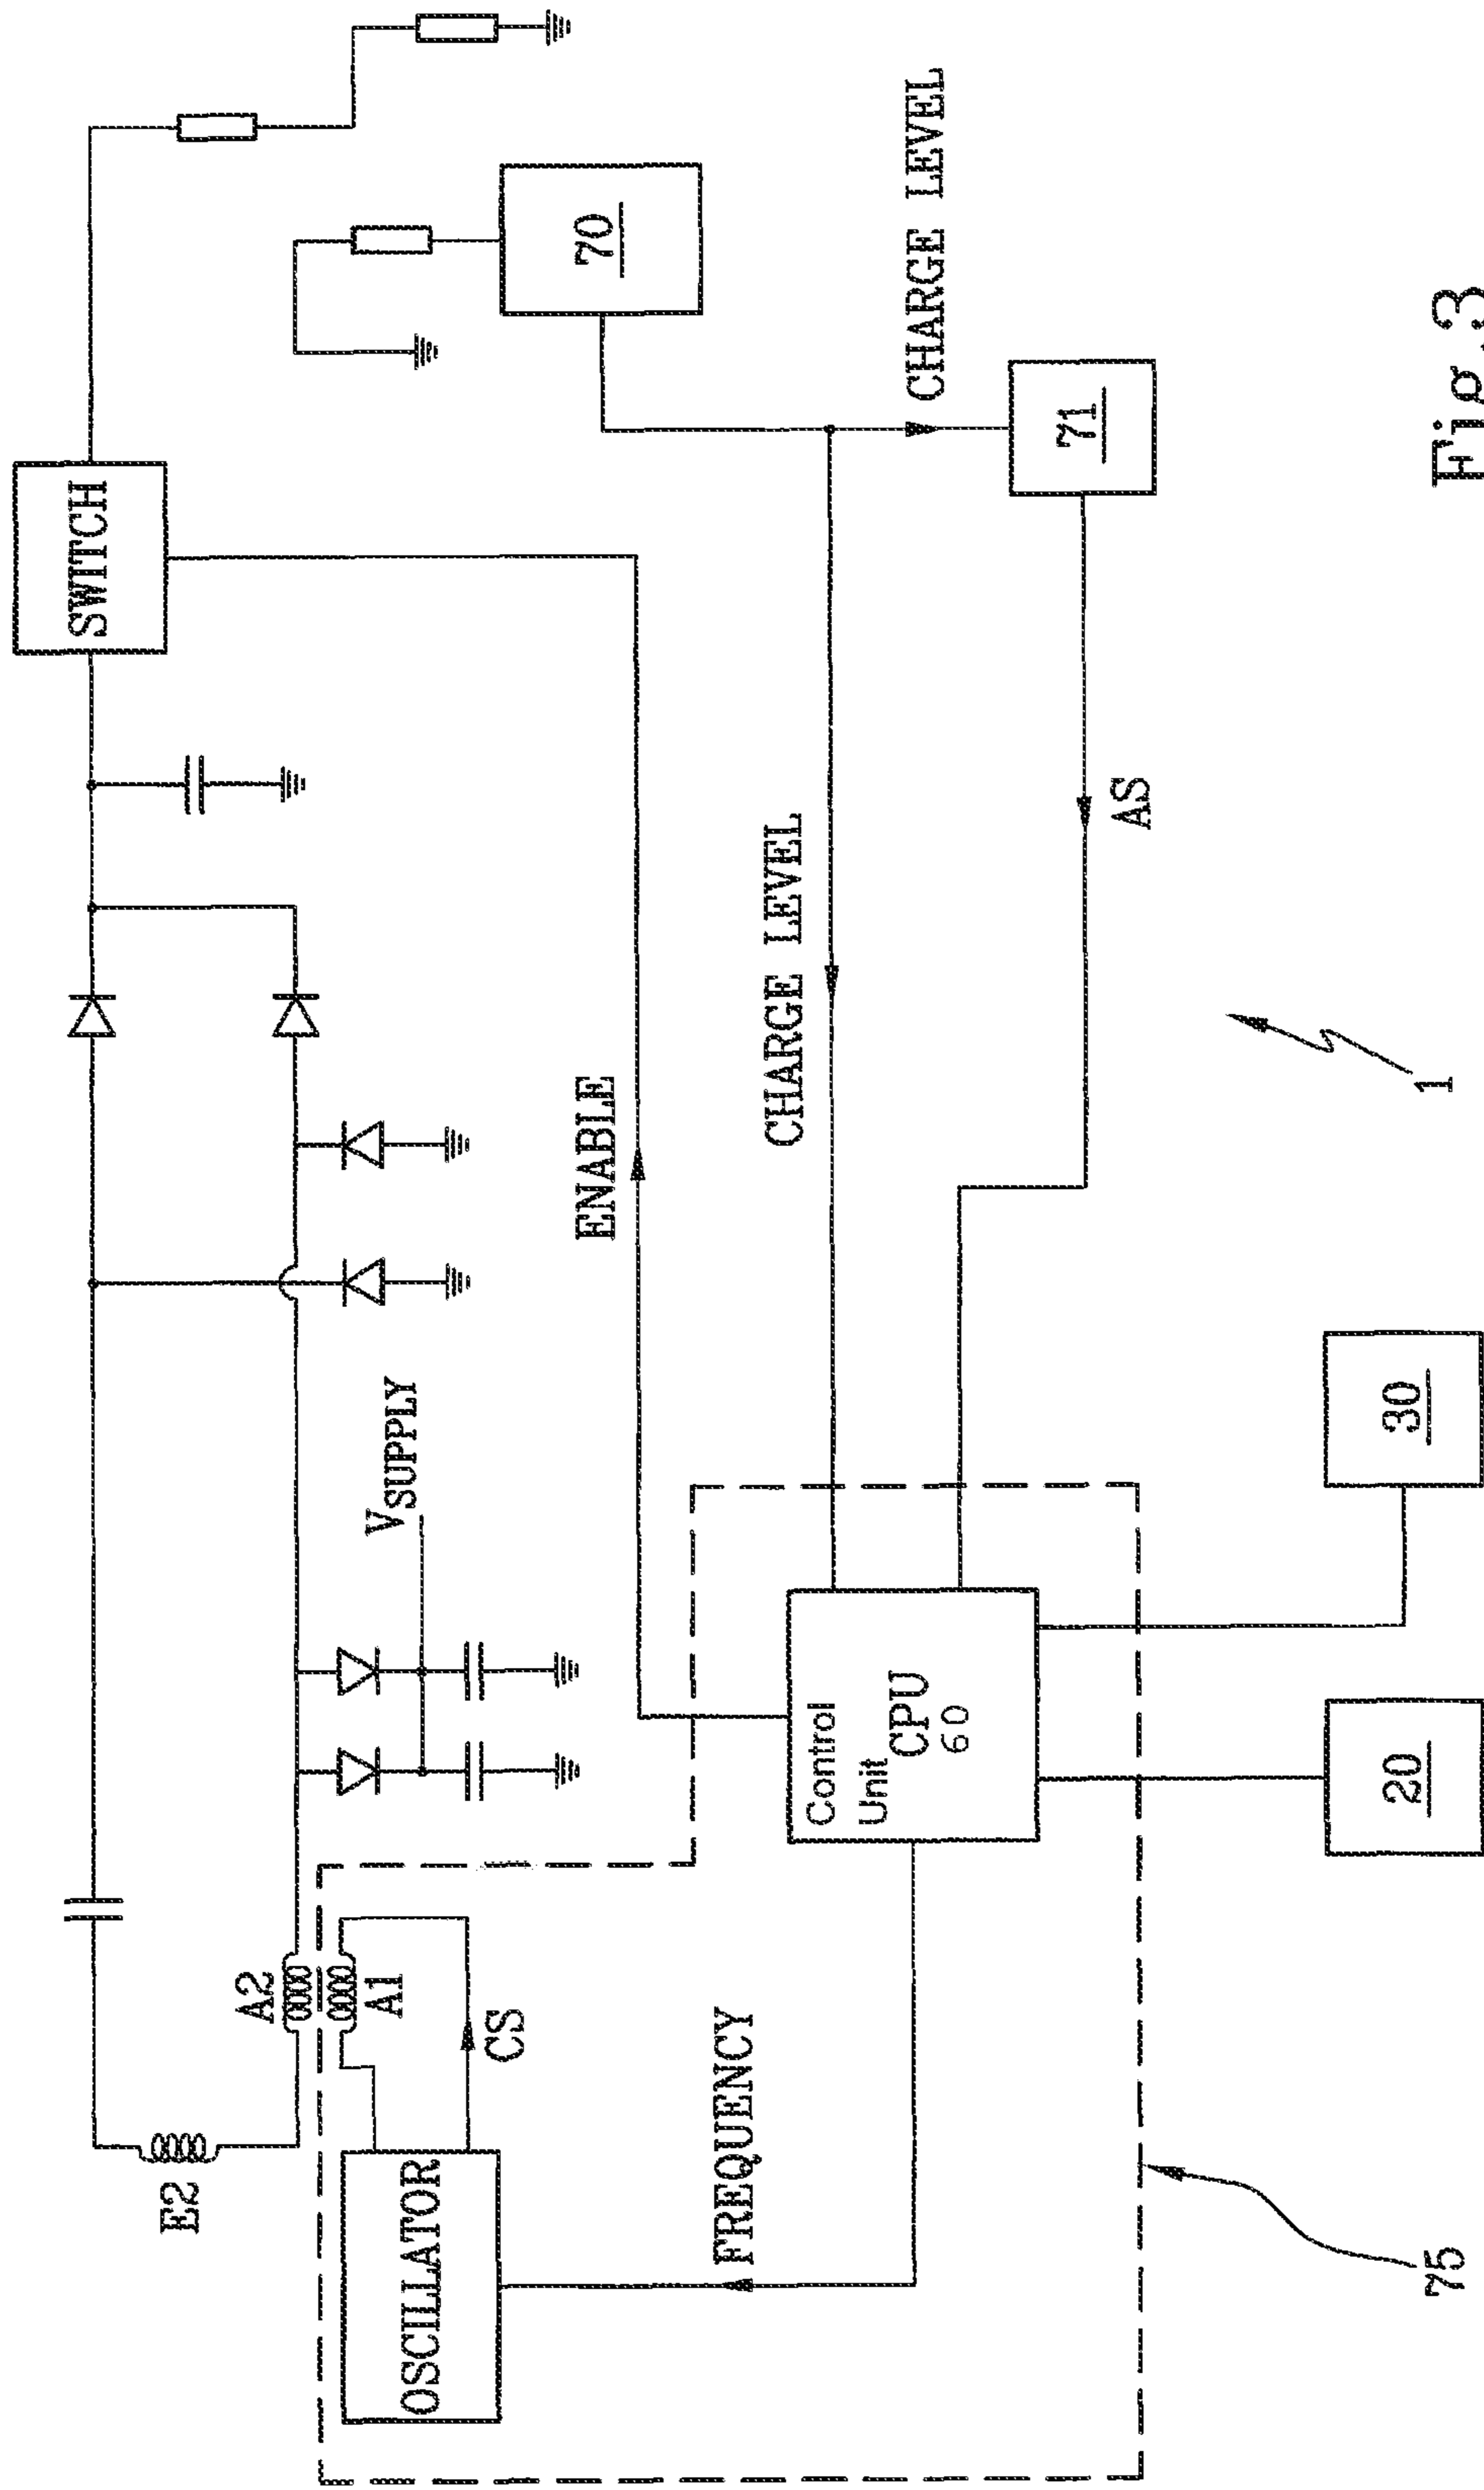 SWITCH
E2
A2
A1
CS
OSCILLATOR
VSUPPLY
ENABLE
FREQUENCY
CHARGE LEVEL
70
CHARGE LEVEL
Control
Unit
CPU
60
71
AS
75
20
30
1
Fig.3